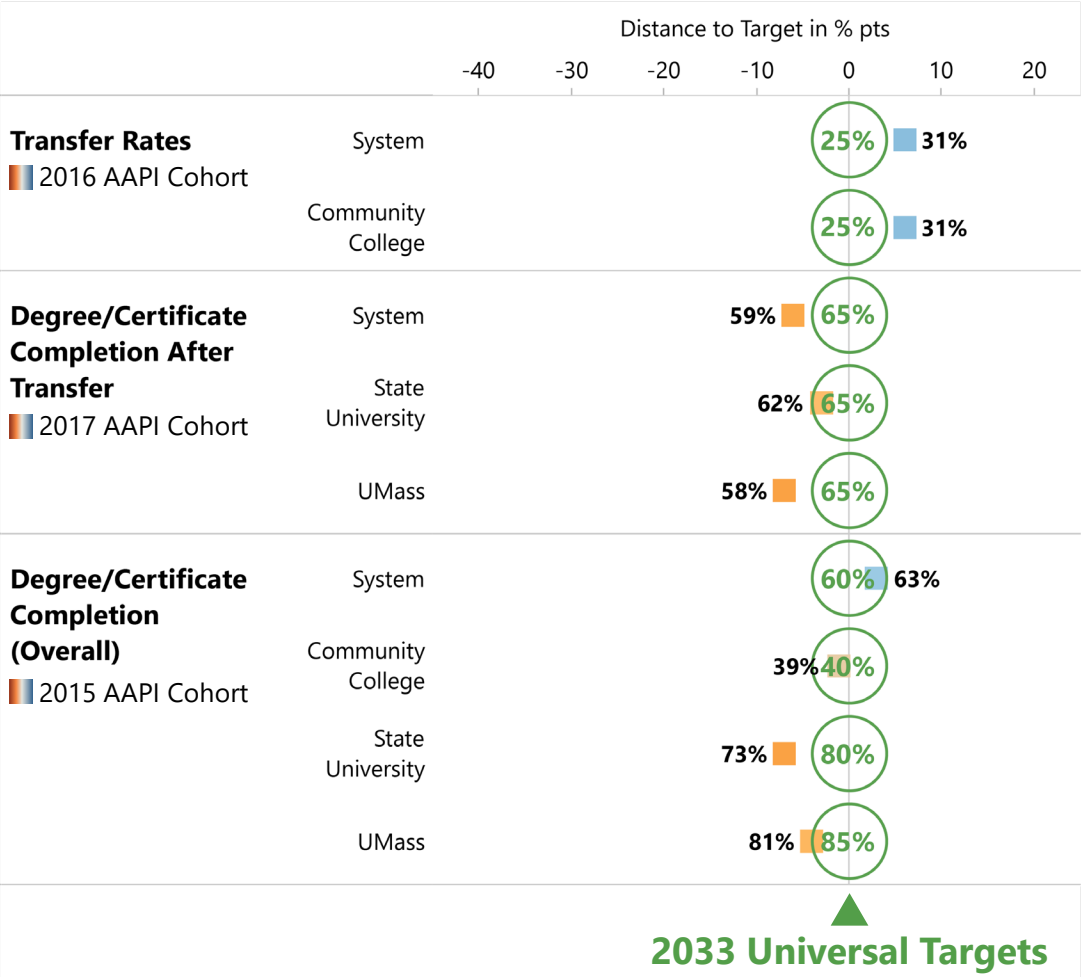 Distance to Target in % pts
-40 -30 -20 -10 0 10 20
Transfer Rates
2016 AAPI Cohort
System 25% 31%
Community
College
25% 31%
Degree/Certificate
Completion After
Transfer
2017 AAPI Cohort
System 59% 65%
State
University
62% 65%
UMass 58% 65%
Degree/Certificate
Completion
(Overall)
2015 AAPI Cohort
System 60% 63%
Community
College
39% 40%
State
University
73% 80%
UMass 81% 85%
2033 Universal Targets